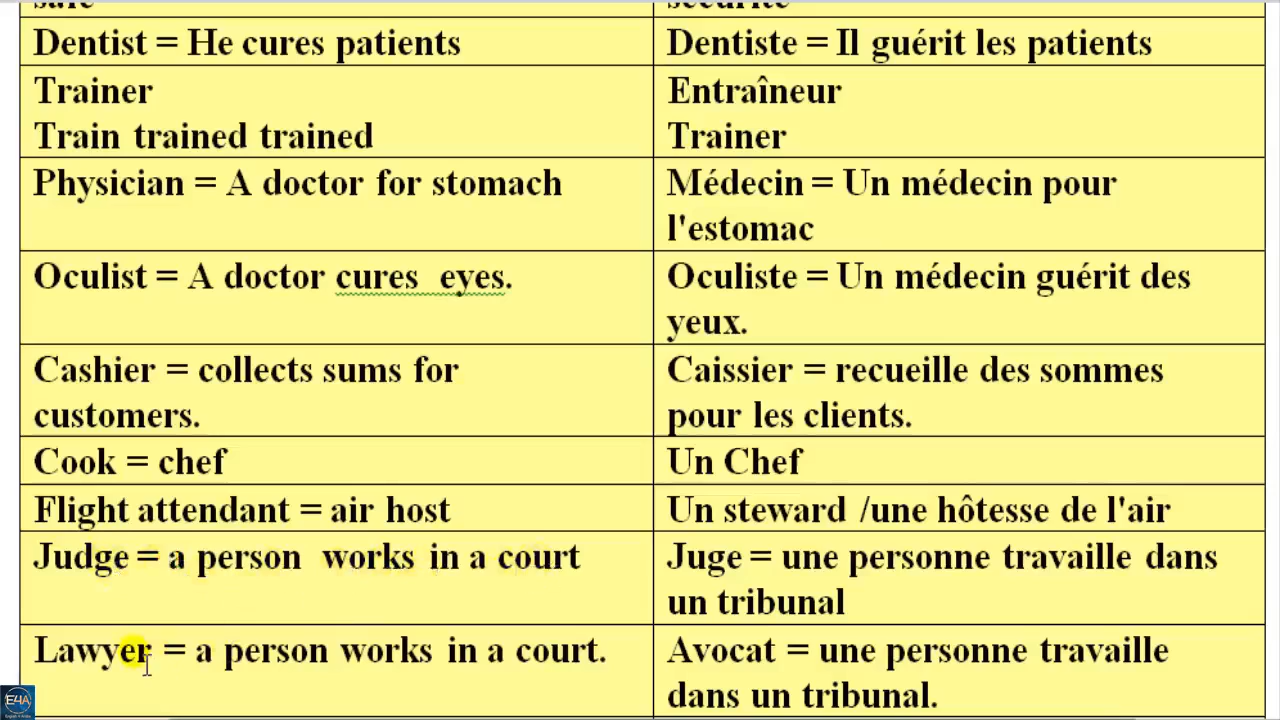 safe
sécurité
Dentist = He cures patients
Dentiste = Il guérit les patients
Trainer
Train trained trained
Entraîneur
Trainer
Physician = A doctor for stomach
Médecin = Un médecin pour
l'estomac
Oculist = A doctor cures  eyes.
Oculiste = Un médecin guérit des
yeux.
Cashier = collects sums for
customers.
Caissier = recueille des sommes
pour les clients.
Cook = chef
Un Chef
Flight attendant = air host
Un steward /une hôtesse de l'air
Judge = a person  works in a court
Juge = une personne travaille dans
un tribunal
Lawyer = a person works in a court.
Avocat = une personne travaille
dans un tribunal.
E4A